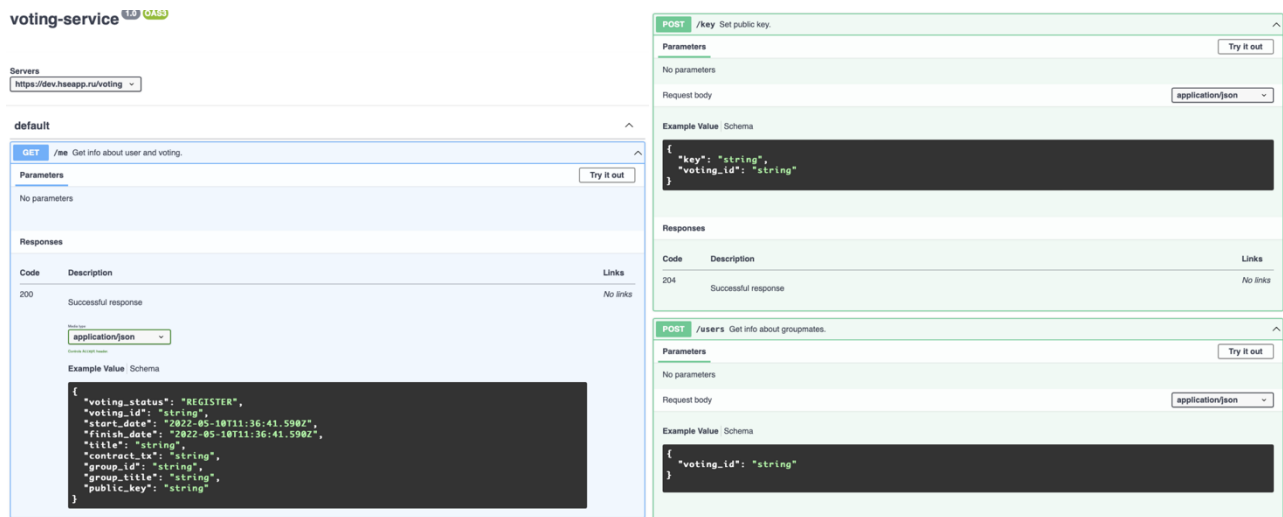 voting-service 1.0 OAS3
Servers
https://dev.hseapp.ru/voting
default
GET /me Get info about user and voting.
Parameters
Try it out
No parameters
Responses
Code Description Links
200 Successful response No links
Media type
application/json
Controls Accept header.
Example Value Schema
{
"voting_status": "REGISTER",
"voting_id": "string",
"start_date": "2022-05-10T11:36:41.590Z",
"finish_date": "2022-05-10T11:36:41.590Z",
"title": "string",
"contract_tx": "string",
"group_id": "string",
"group_title": "string",
"public_key": "string"
}
POST /key Set public key.
Parameters
Try it out
No parameters
Request body
application/json
Example Value Schema
{
"key": "string",
"voting_id": "string"
}
Responses
Code Description Links
204 Successful response No links
POST /users Get info about groupmates.
Parameters
Try it out
No parameters
Request body
application/json
Example Value Schema
{
"voting_id": "string"
}